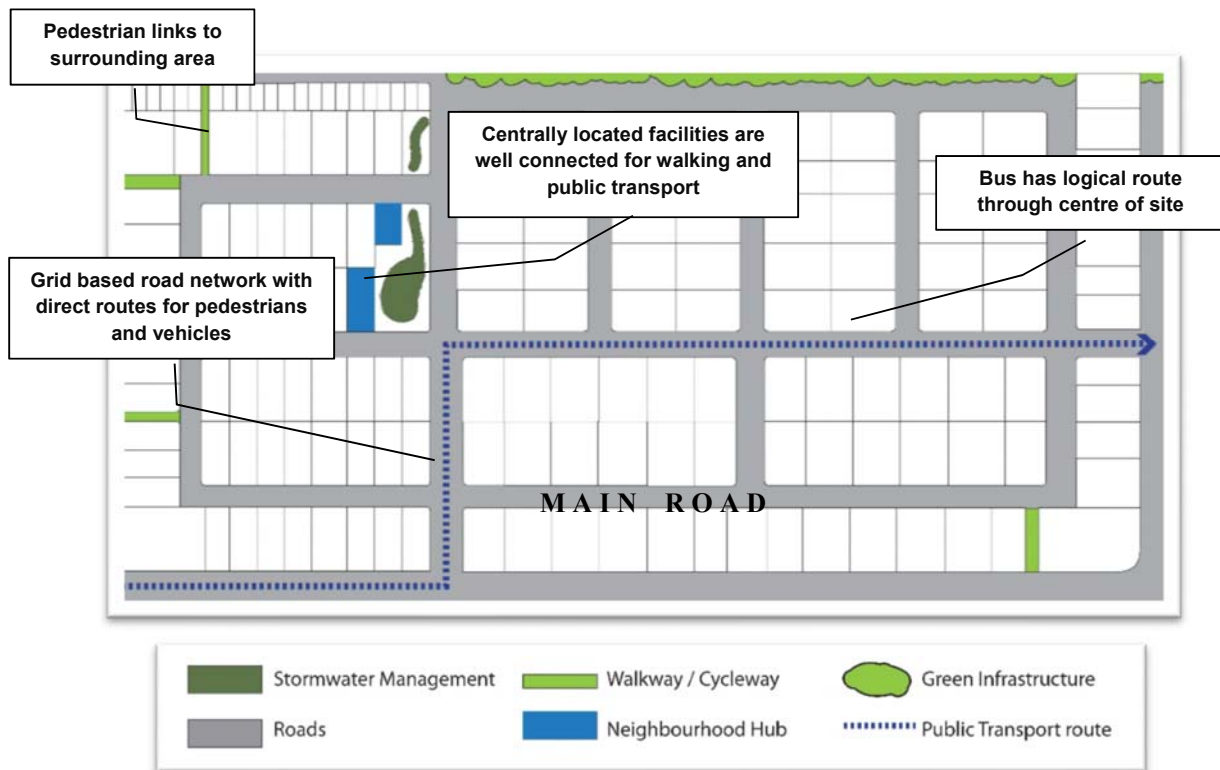 Pedestrian links to
surrounding area
Centrally located facilities are
well connected for walking and
public transport
Bus has logical route
through centre of site
Grid based road network with
direct routes for pedestrians
and vehicles
MAIN ROAD
Stormwater Management
Walkway / Cycleway
Green Infrastructure
Roads
Neighbourhood Hub
Public Transport route